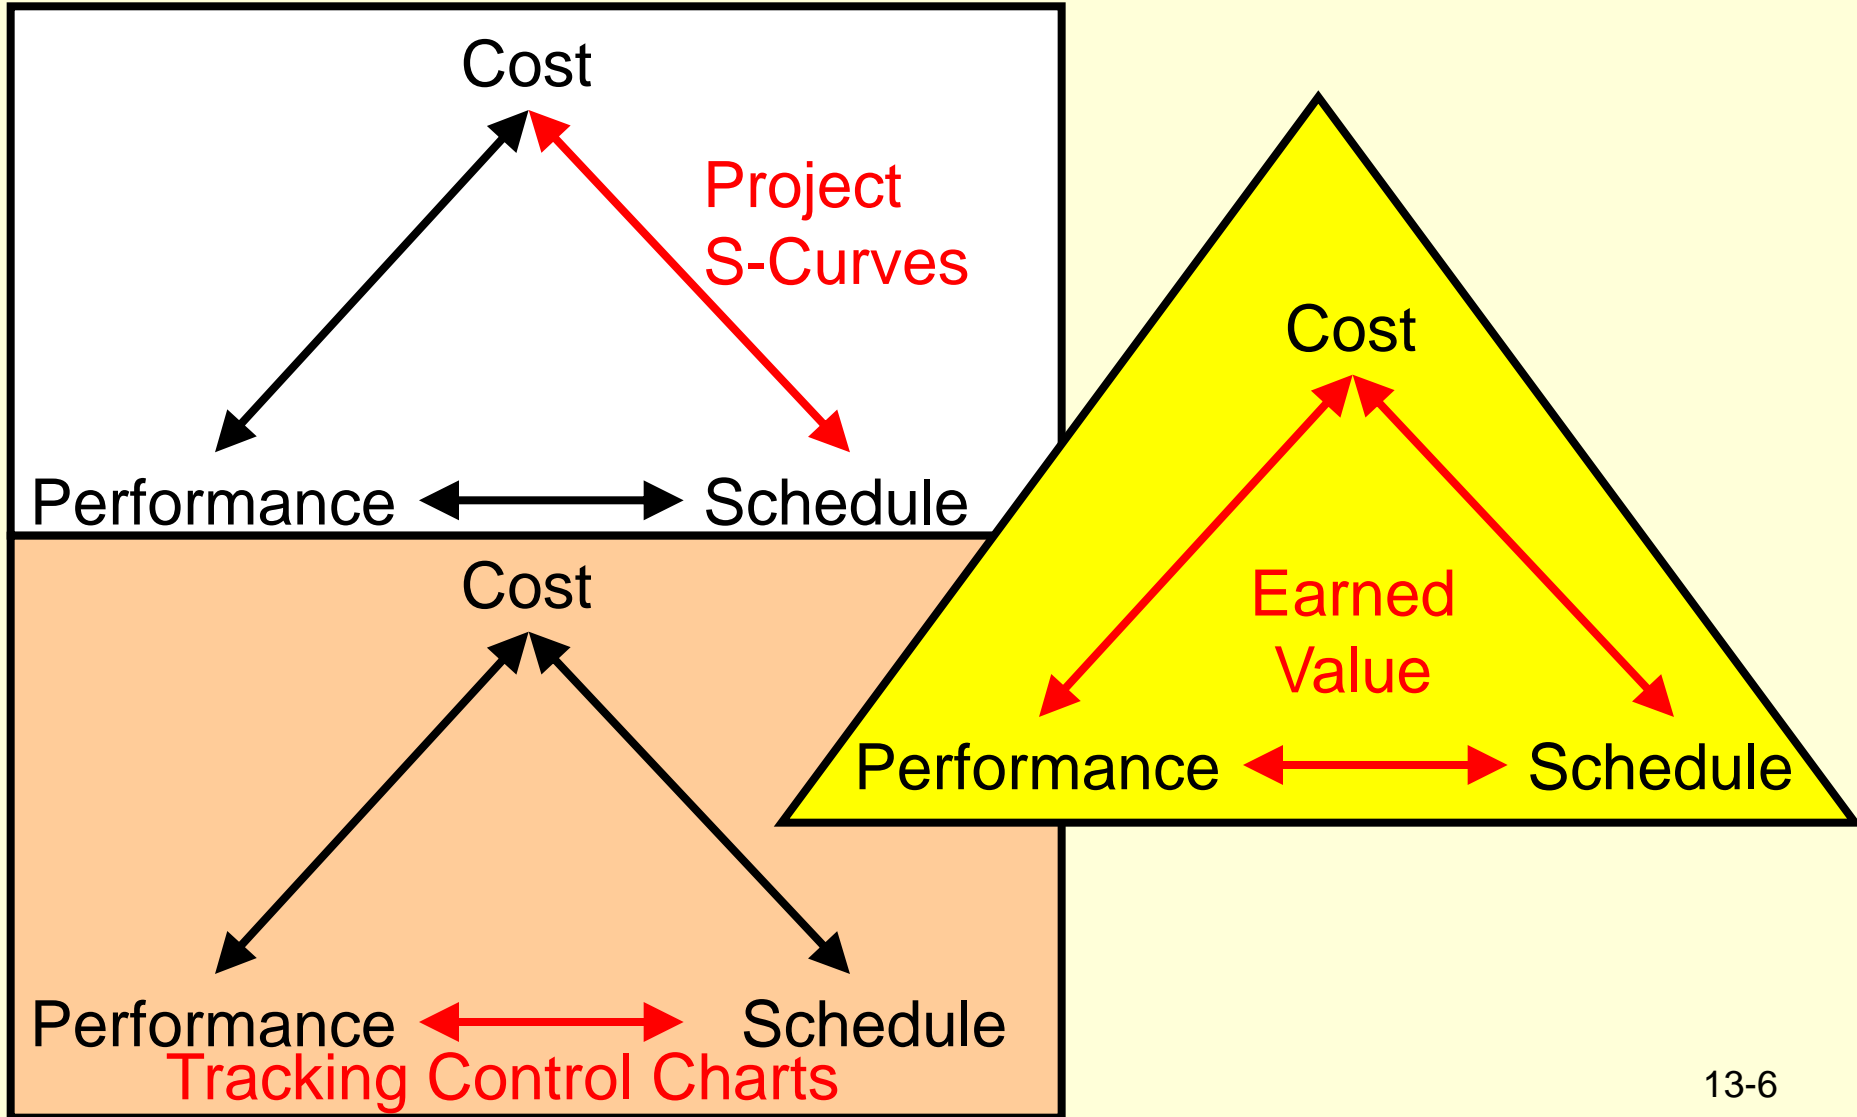 Cost
Project
S-Curves
Performance
Schedule
Cost
Performance
Schedule
Tracking Control Charts
Cost
Earned
Value
Performance
Schedule
13-6